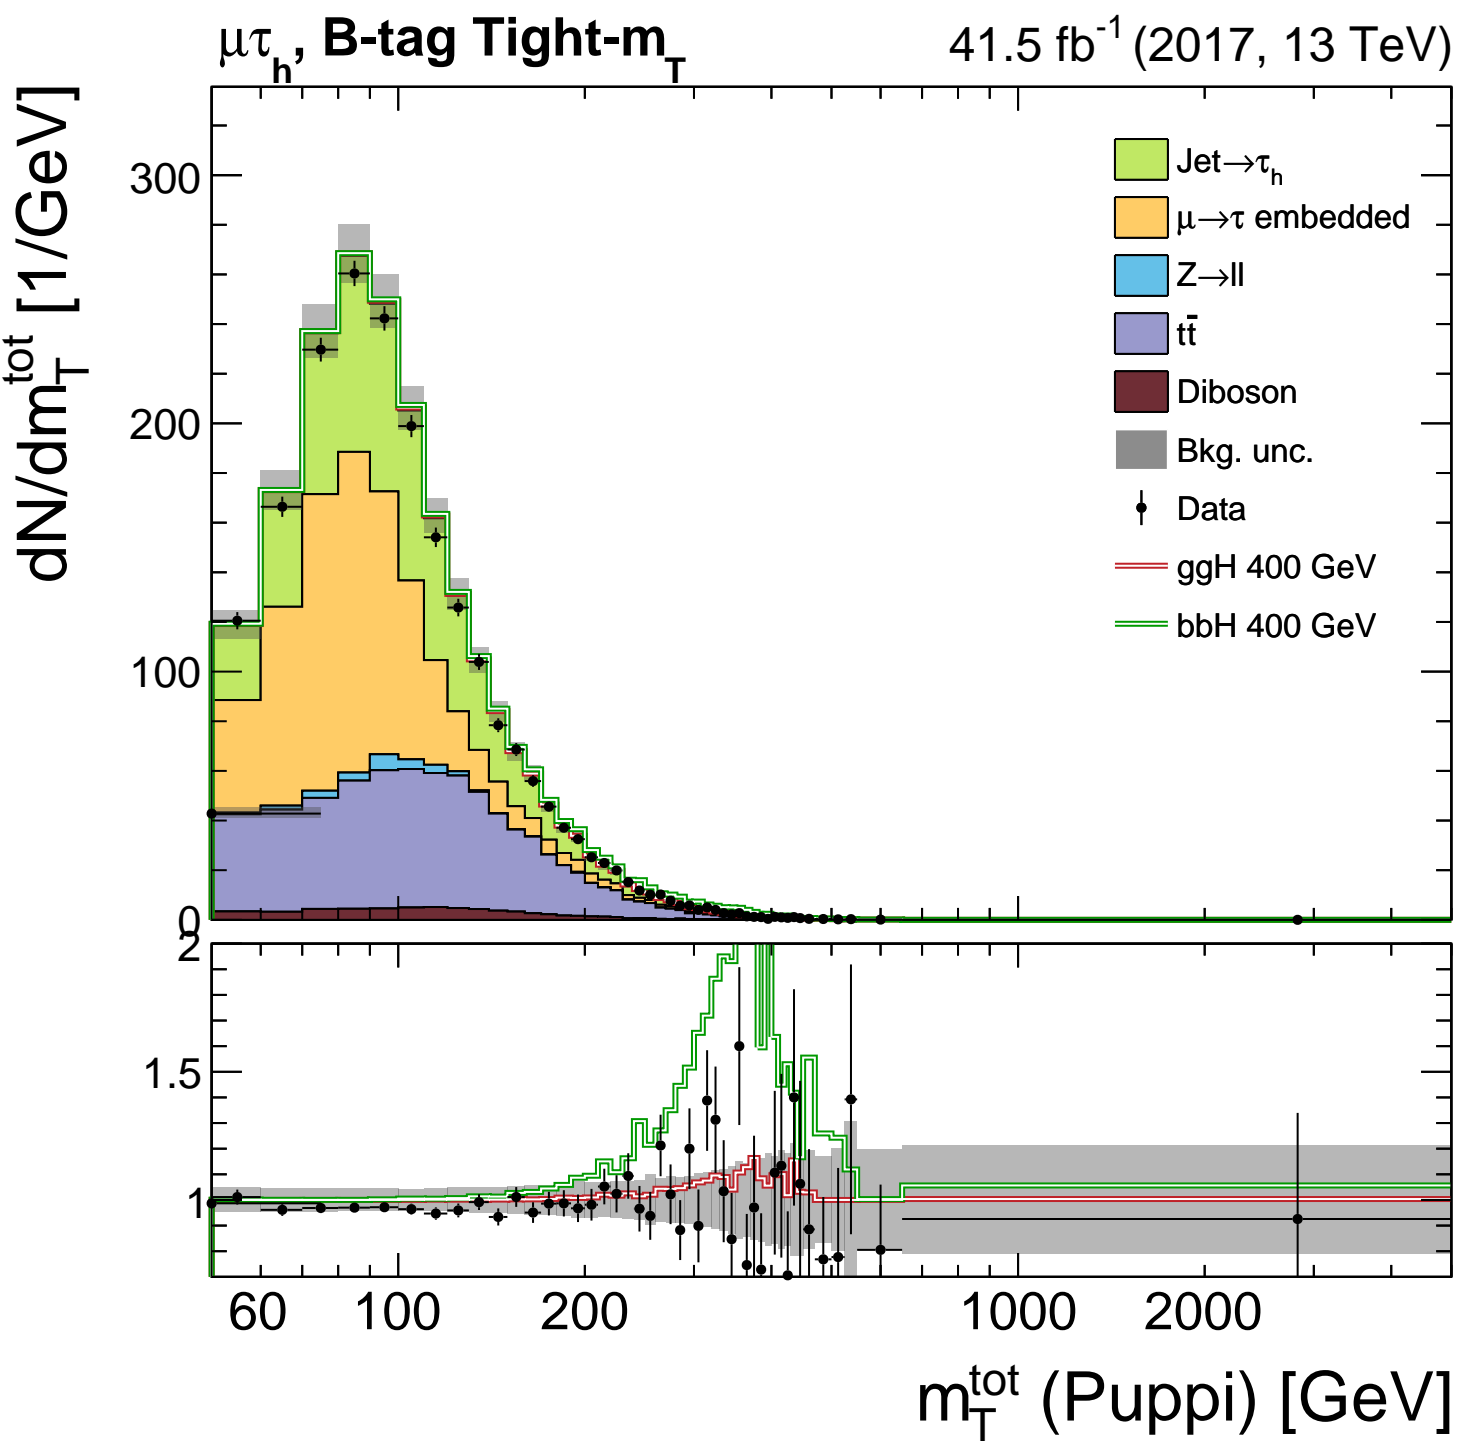 μτh, B-tag Tight-mT
41.5 fb-1 (2017, 13 TeV)
dN/dmTtot [1/GeV]
300
200
100
0
Jet→τh
μ→τ embedded
Z→ll
tt̄
Diboson
Bkg. unc.
Data
ggH 400 GeV
bbH 400 GeV
2
1.5
1
60 100 200 1000 2000
mTtot (Puppi) [GeV]